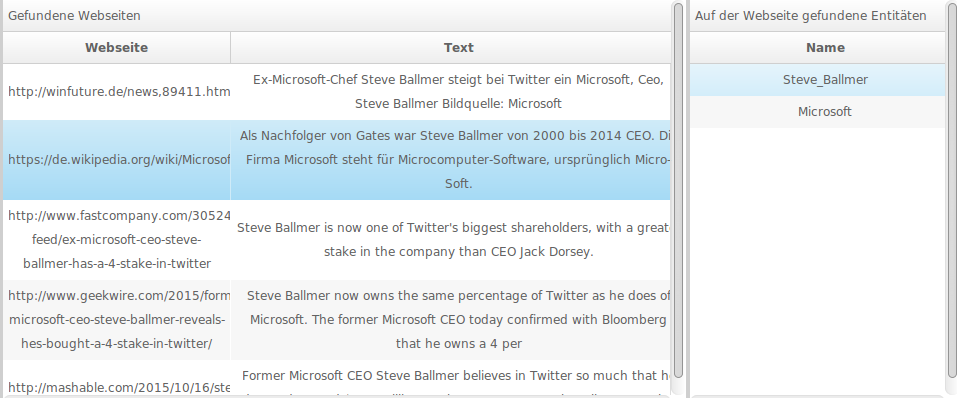 Gefundene Webseiten
Webseite
Text
http://winfuture.de/news,89411.htm
Ex-Microsoft-Chef Steve Ballmer steigt bei Twitter ein Microsoft, Ceo,
Steve Ballmer Bildquelle: Microsoft
https://de.wikipedia.org/wiki/Microsof
Als Nachfolger von Gates war Steve Ballmer von 2000 bis 2014 CEO. Di
Firma Microsoft steht für Microcomputer-Software, ursprünglich Micro-
Soft.
http://www.fastcompany.com/30524
feed/ex-microsoft-ceo-steve-
ballmer-has-a-4-stake-in-twitter
Steve Ballmer is now one of Twitter's biggest shareholders, with a great
stake in the company than CEO Jack Dorsey.
http://www.geekwire.com/2015/form
microsoft-ceo-steve-ballmer-reveals-
hes-bought-a-4-stake-in-twitter/
Steve Ballmer now owns the same percentage of Twitter as he does of
Microsoft. The former Microsoft CEO today confirmed with Bloomberg
that he owns a 4 per
http://mashable.com/2015/10/16/ste
Former Microsoft CEO Steve Ballmer believes in Twitter so much that he
Auf der Webseite gefundene Entitäten
Name
Steve_Ballmer
Microsoft